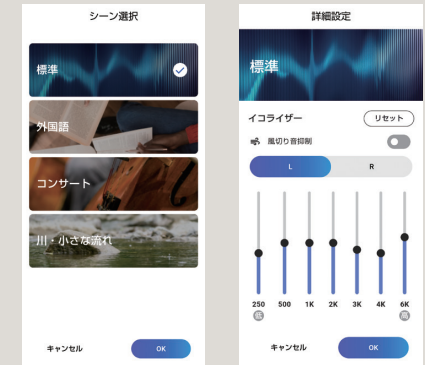 シーン選択
標準
外国語
コンサート
川・小さな流れ
キャンセル
OK
詳細設定
標準
イコライザー
リセット
風切り音抑制
L
R
250
500
1K
2K
3K
4K
6K
低
高
キャンセル
OK